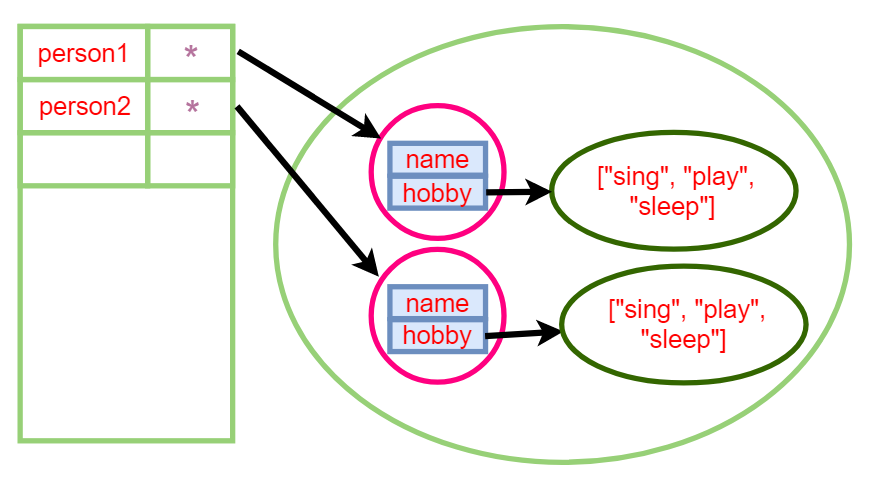 person1 *
person2 *
name
hobby
["sing", "play",
"sleep"]
name
hobby
["sing", "play",
"sleep"]